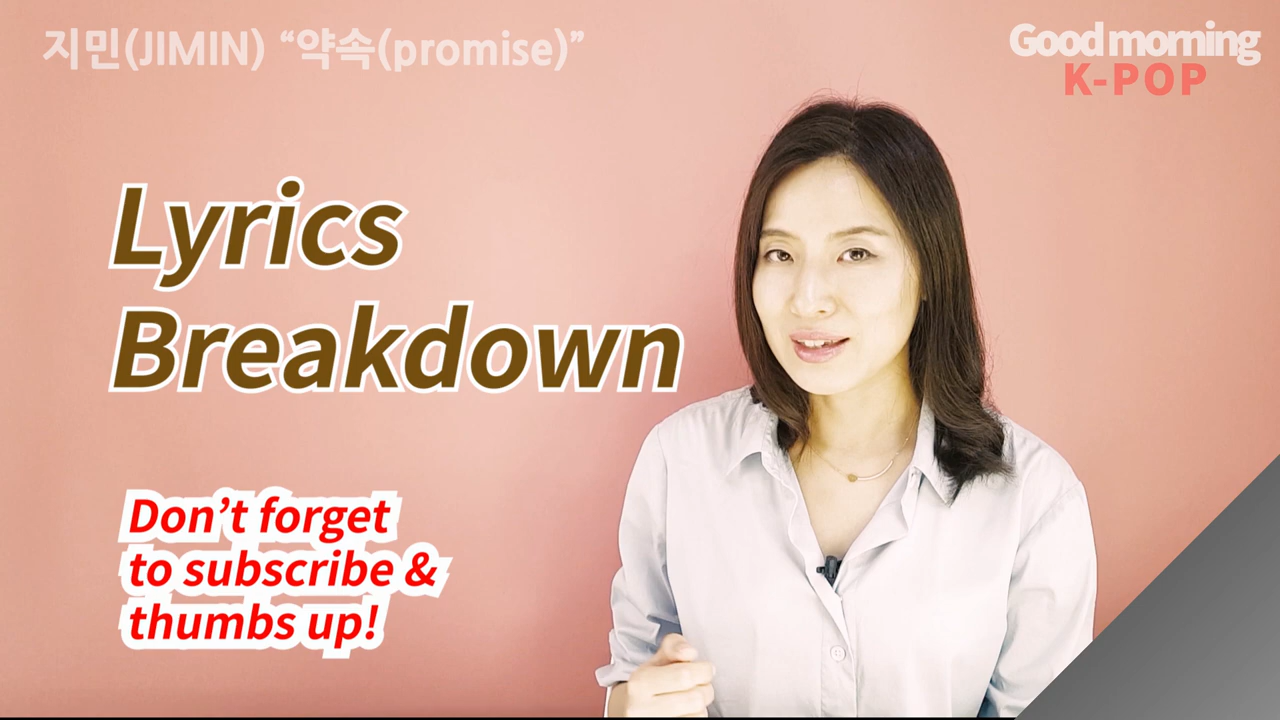 지민(JIMIN) “약속(promise)”
Good morning
K-POP
Lyrics
Breakdown
Don’t forget
to subscribe &
thumbs up!